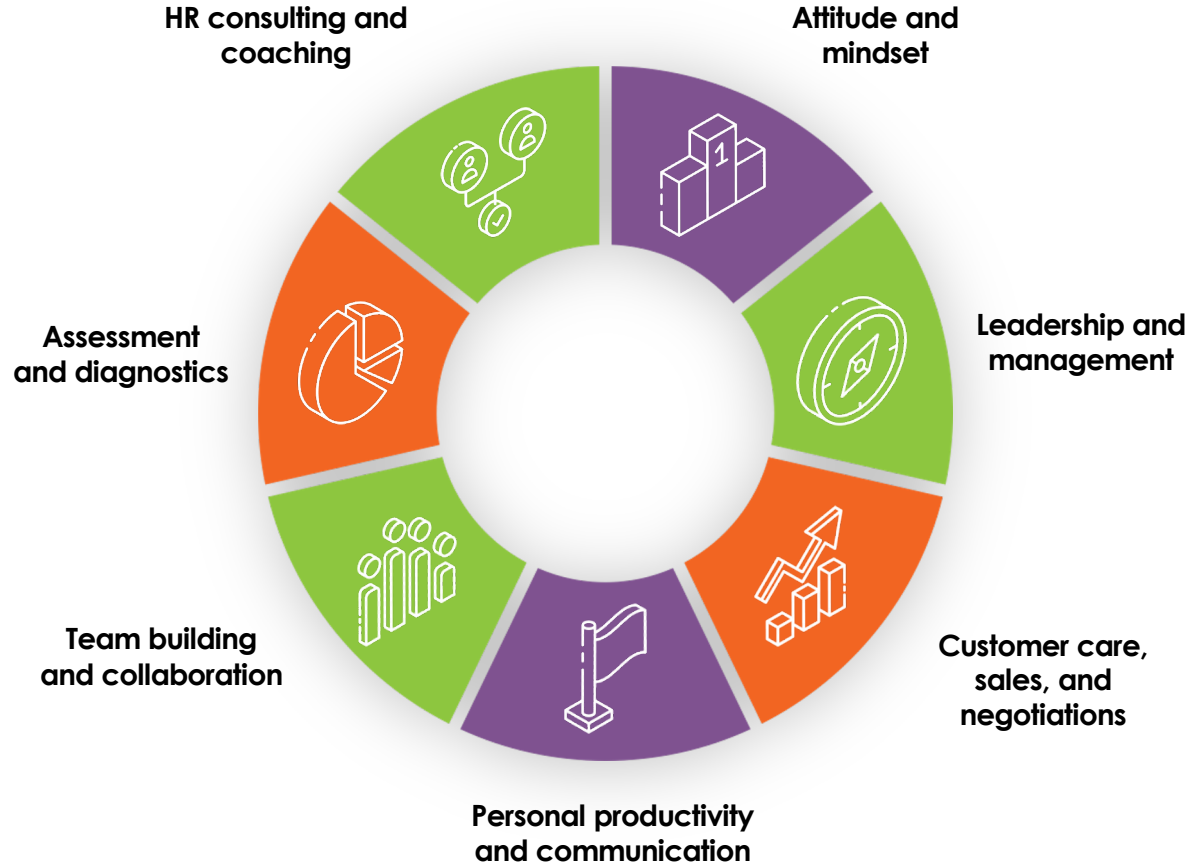 HR consulting and
coaching
Attitude and
mindset
1
Assessment
and diagnostics
Leadership and
management
Team building
and collaboration
Customer care,
sales, and
negotiations
Personal productivity
and communication